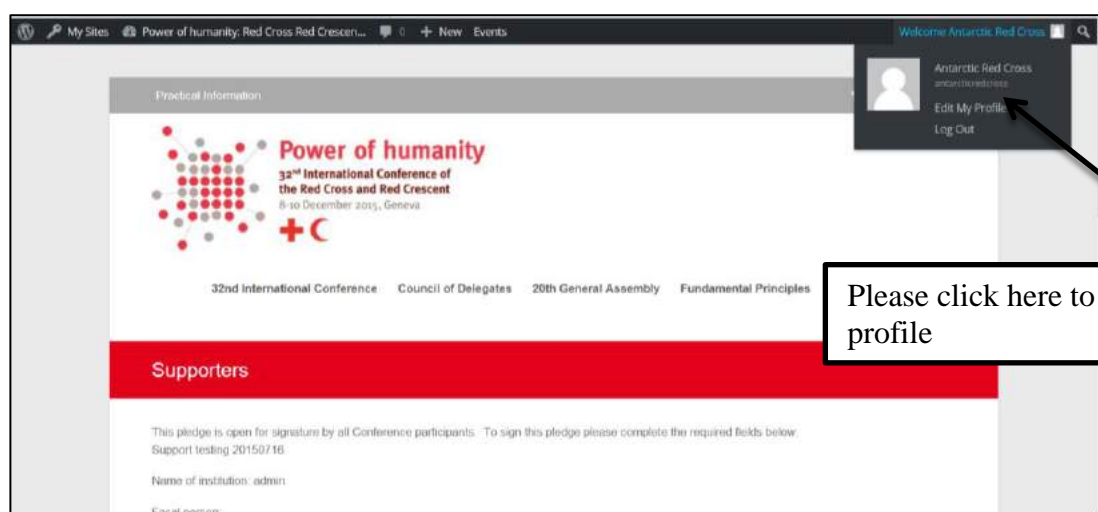 My Sites Power of humanity: Red Cross Red Crescen... 0 + New Events Welcome Antarctic Red Cross
Antarctic Red Cross
antarcticredcross
Edit My Profile
Log Out
Practical Information
Power of humanity
32nd International Conference of
the Red Cross and Red Crescent
8-10 December 2015, Geneva
32nd International Conference Council of Delegates 20th General Assembly Fundamental Principles
Please click here to
profile
Supporters
This pledge is open for signature by all Conference participants. To sign this pledge please complete the required fields below.
Support testing 20150716
Name of institution: admin
Focal person: